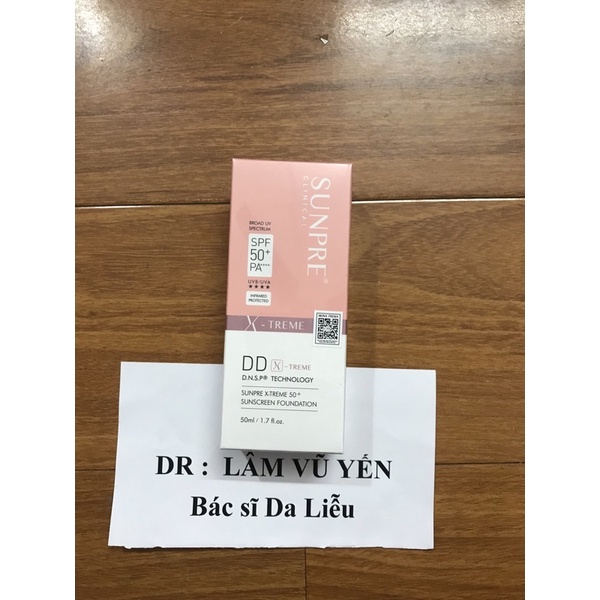 SUNPRE®
CLINICAL
BROAD UV
SPECTRUM
SPF
50+
PA++++
UVB-UVA
★★★★
INFRARED
PROTECTED
X - TREME
DD X - TREME
D.N.S.P® TECHNOLOGY
SUNPRE X-TREME 50+
SUNSCREEN FOUNDATION
50ml / 1.7 fl.oz.
DR : LÂM VŨ YẾN
Bác sĩ Da Liễu